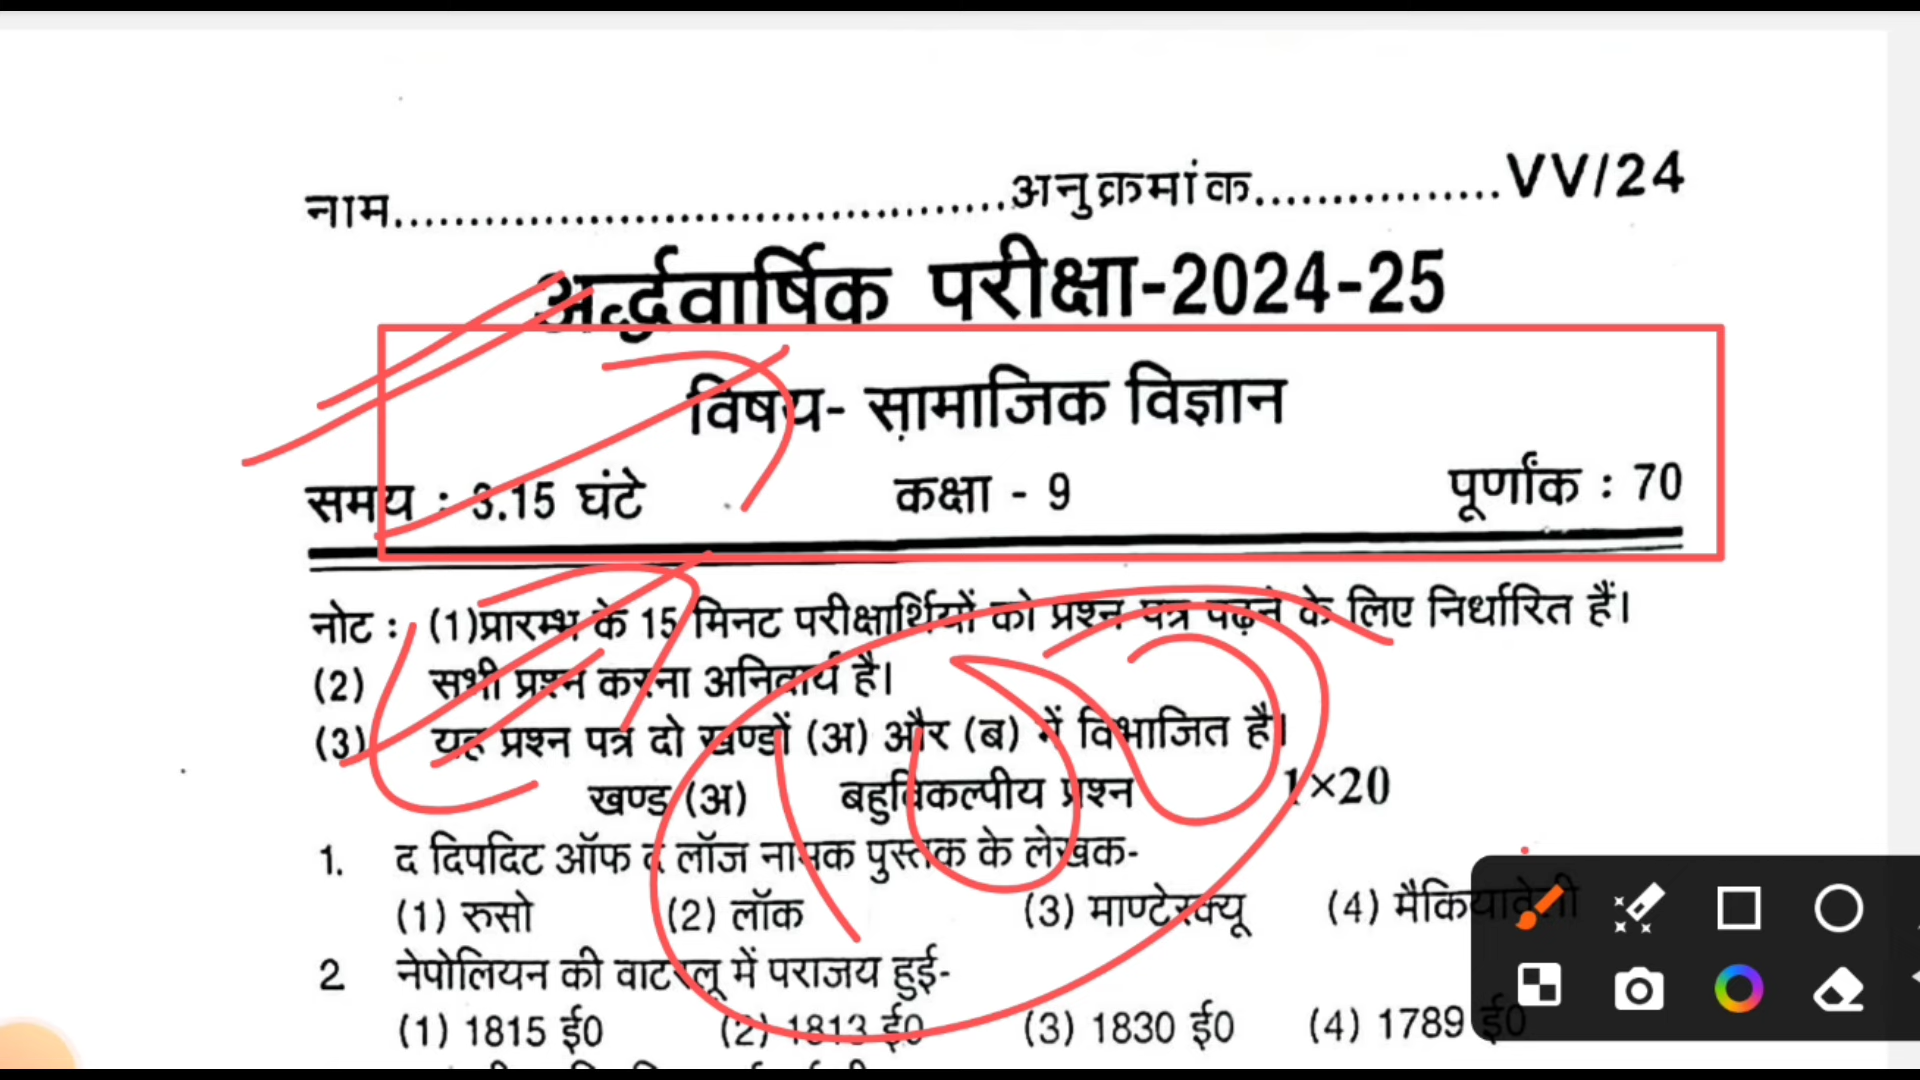 नाम........................................अनुक्रमांक................VV/24
अर्द्धवार्षिक परीक्षा-2024-25
विषय- सामाजिक विज्ञान
समय : 3.15 घंटे कक्षा - 9 पूर्णांक : 70
नोट : (1)प्रारम्भ के 15 मिनट परीक्षार्थियों को प्रश्न पत्र पढ़ने के लिए निर्धारित हैं।
(2) सभी प्रश्न करना अनिवार्य है।
(3) यह प्रश्न पत्र दो खण्डों (अ) और (ब) में विभाजित है।
खण्ड (अ) बहुविकल्पीय प्रश्न 1×20
1. द दिपदिट ऑफ द लॉज नामक पुस्तक के लेखक-
(1) रुसो (2) लॉक (3) माण्टेस्क्यू (4) मैकियावेली
2 नेपोलियन की वाटरलू में पराजय हुई-
(1) 1815 ई0 (2) 1813 ई0 (3) 1830 ई0 (4) 1789 ई0